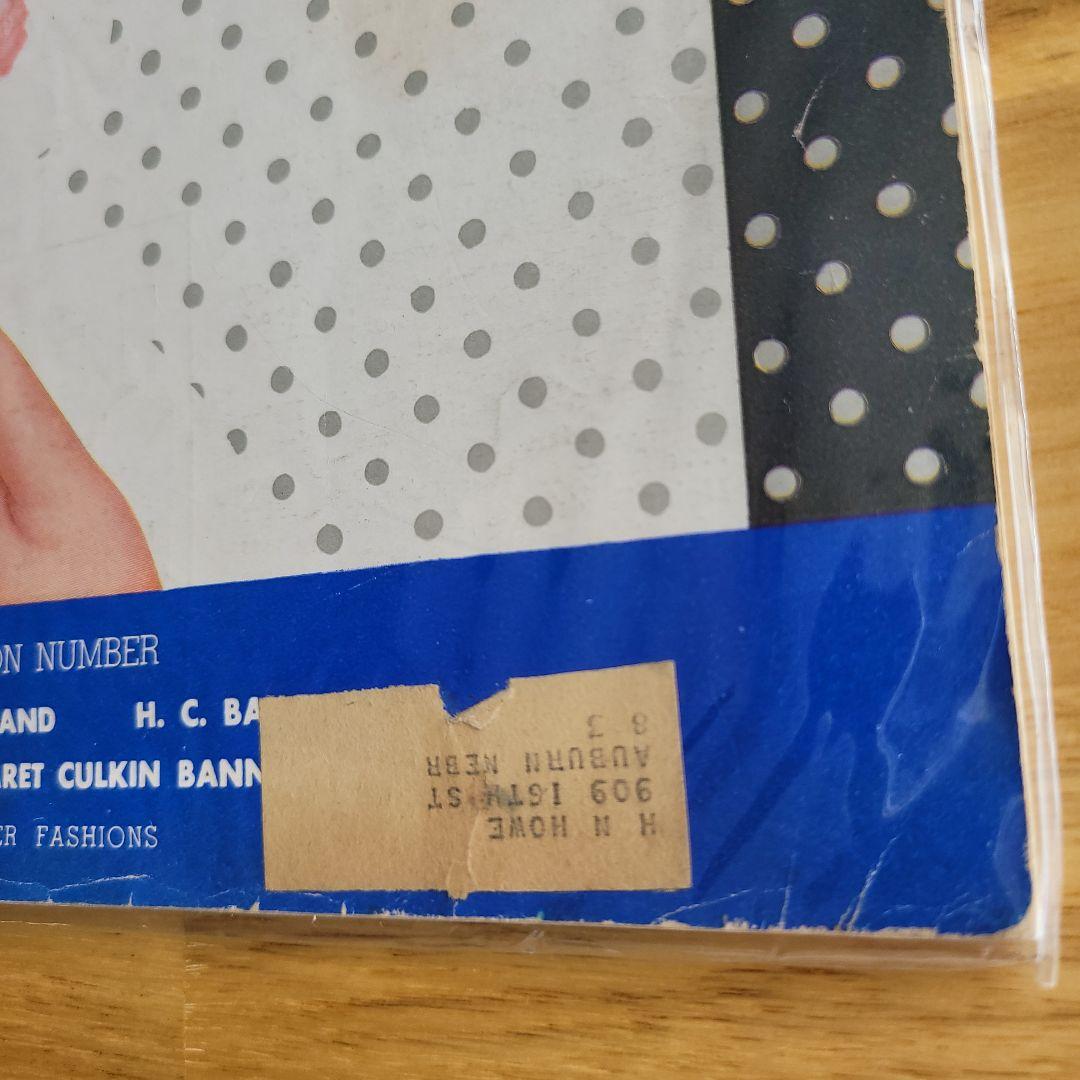 ON NUMBER
AND H. C. BA
RET CULKIN BANN
ER FASHIONS
H N HOWE
909 16TH ST
AUBURN NEBR
8 3